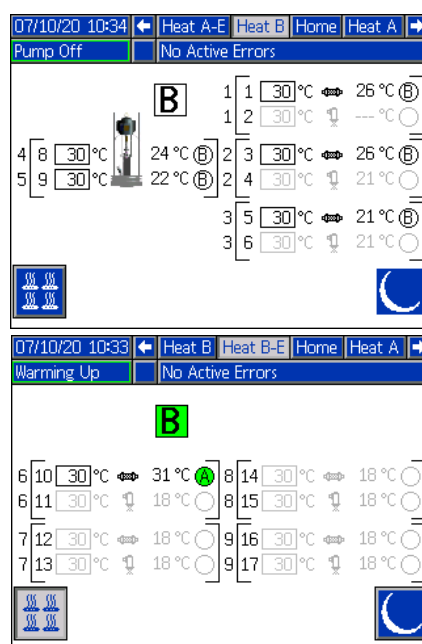 07/10/20 10:34 Heat A-E Heat B Home Heat A
Pump Off No Active Errors
B
1 1 30 °C 26 °C B
1 2 30 °C --- °C
4 8 30 °C 24 °C B 2 3 30 °C 26 °C B
5 9 30 °C 22 °C B 2 4 30 °C 21 °C
3 5 30 °C 21 °C B
3 6 30 °C 21 °C
07/10/20 10:33 Heat B Heat B-E Home Heat A
Warming Up No Active Errors
B
6 10 30 °C 31 °C A 8 14 30 °C 18 °C
6 11 30 °C 18 °C 8 15 30 °C 18 °C
7 12 30 °C 18 °C 9 16 30 °C 18 °C
7 13 30 °C 18 °C 9 17 30 °C 18 °C